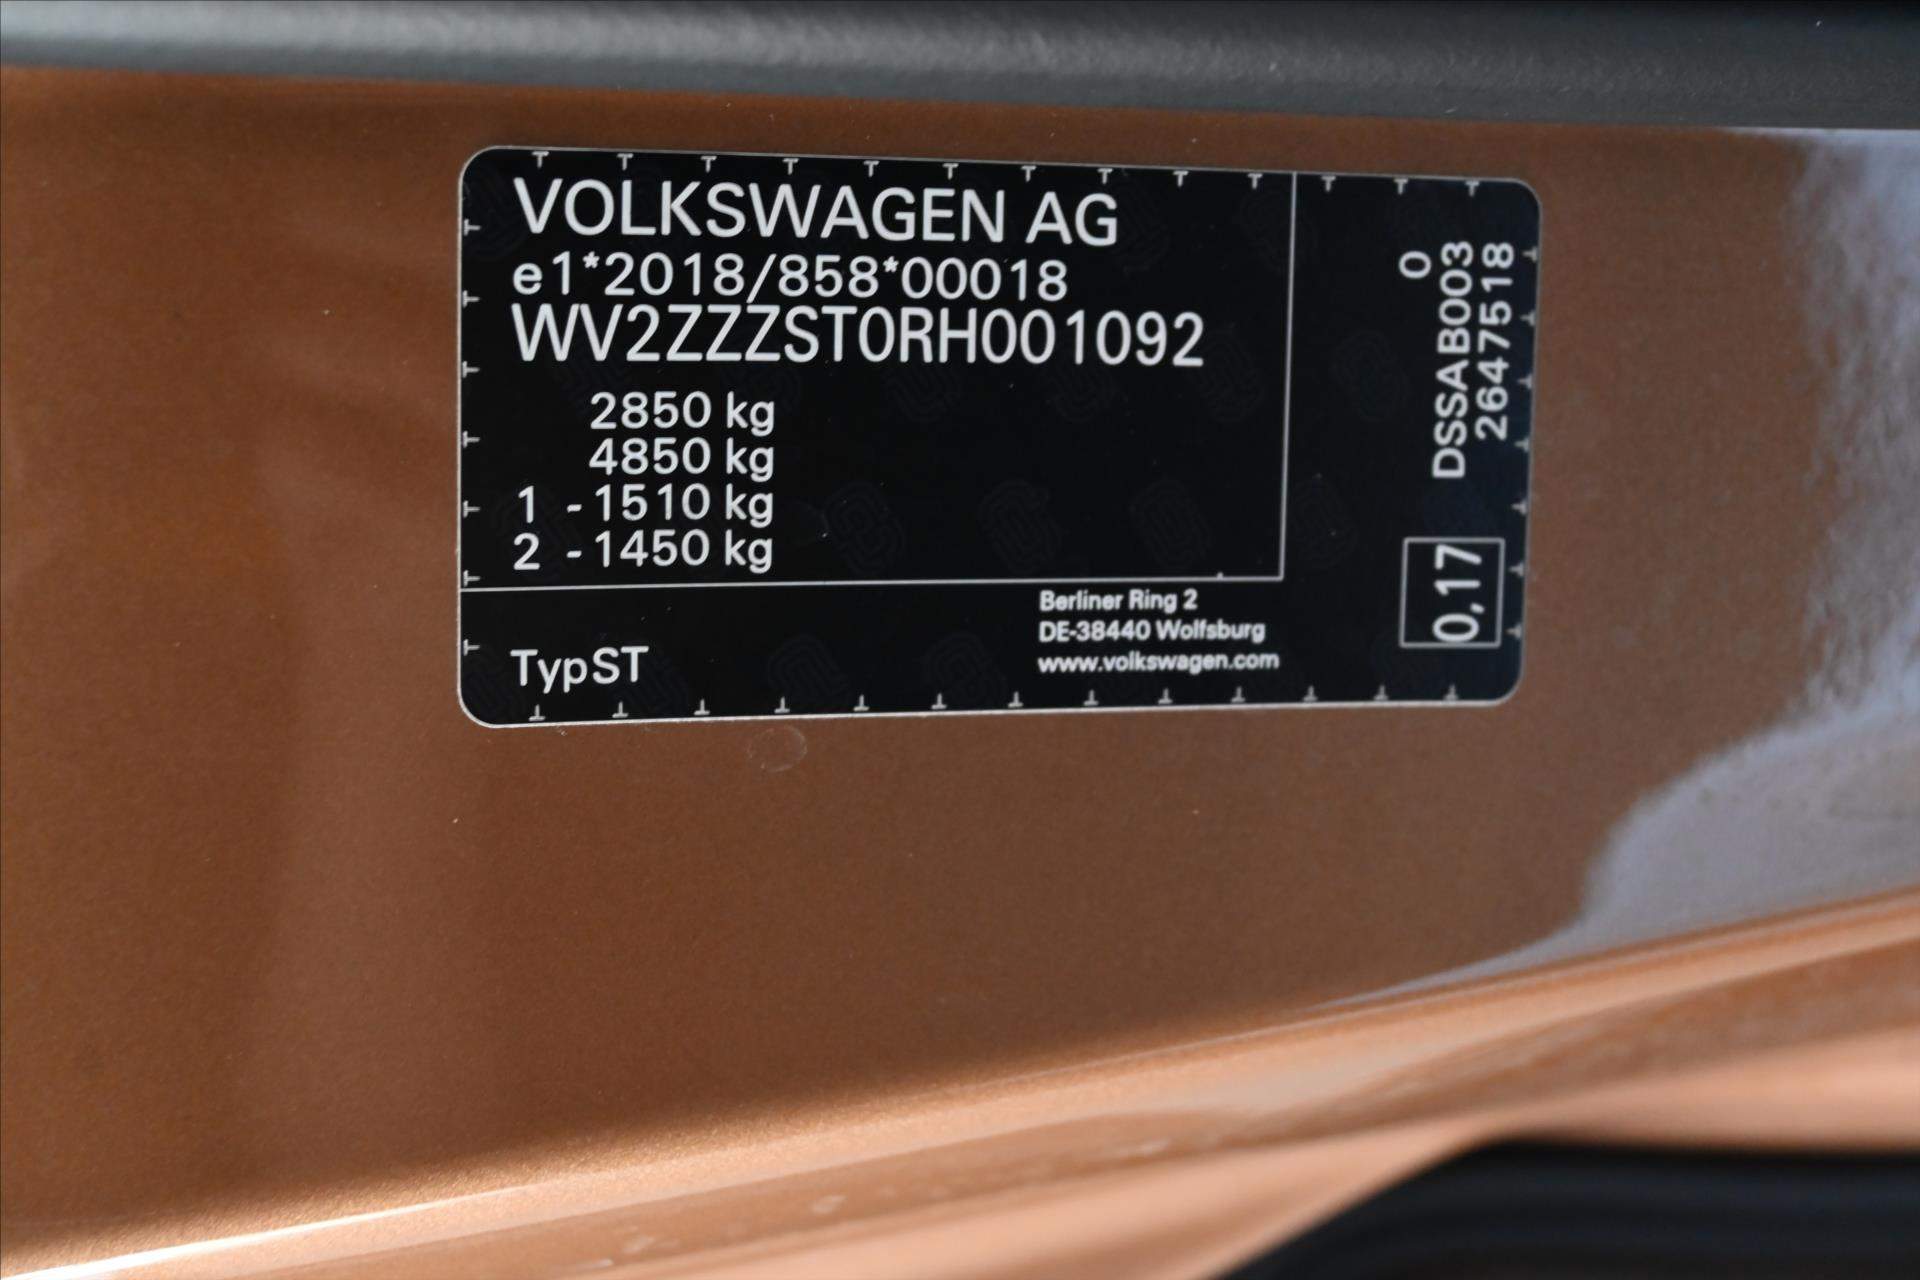 VOLKSWAGEN AG
e1*2018/858*00018
WV2ZZZST0RH001092
2850 kg
4850 kg
1 -1510 kg
2 -1450 kg
TypST
Berliner Ring 2
DE-38440 Wolfsburg
www.volkswagen.com
0
DSSAB003
26475518
0,17